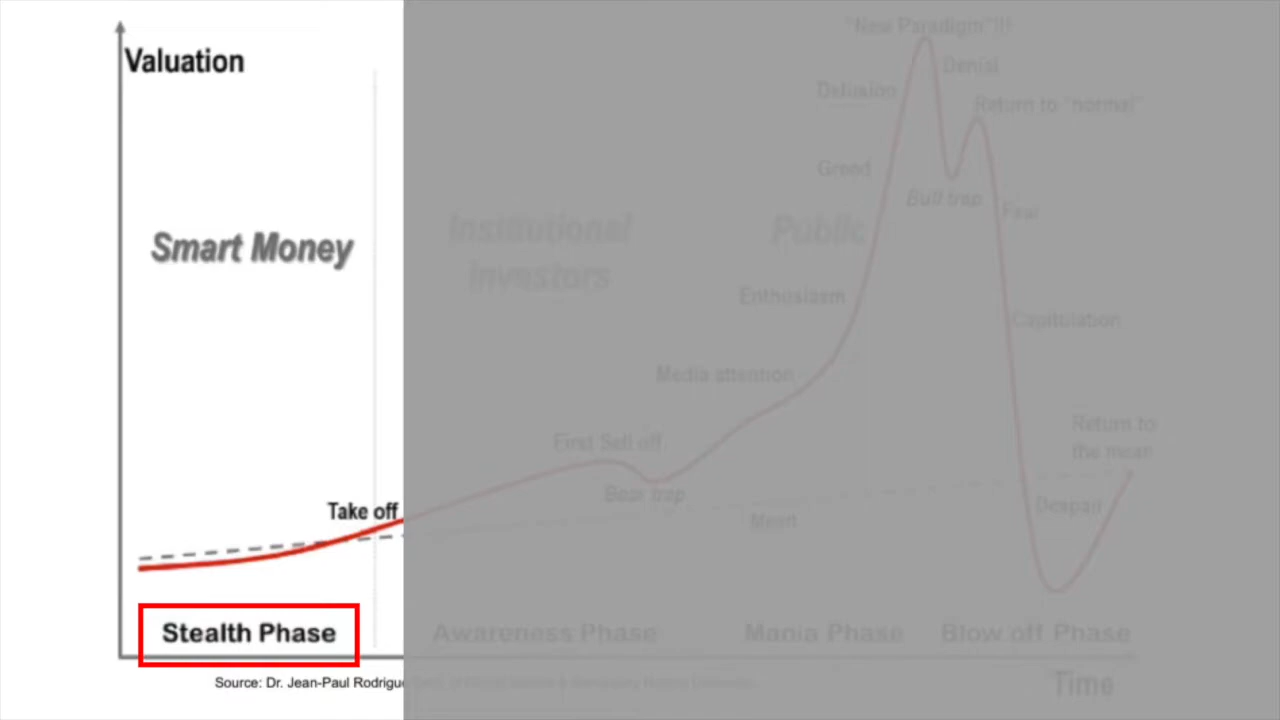 "New Paradigm"!!!
Valuation
Denial
Delusion
Return to "normal"
Greed
Bull trap
Fear
Smart Money
Institutional
Investors
Public
Enthusiasm
Capitulation
Media attention
First Sell off
Return to
the mean
Bear trap
Take off
Mean
Despair
Stealth Phase
Awareness Phase
Mania Phase
Blow off Phase
Source: Dr. Jean-Paul
Time